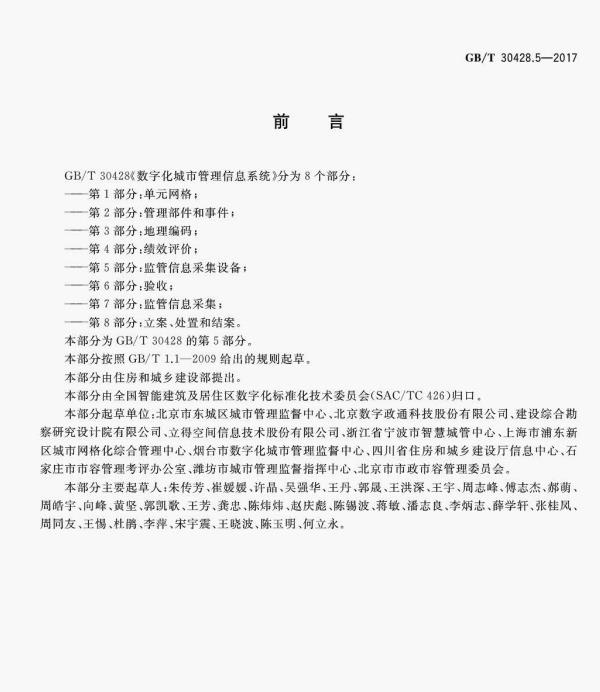 GB/T 30428.5—2017
前 言
GB/T 30428《数字化城市管理信息系统》分为8个部分:
——第1部分:单元网格;
——第2部分:管理部件和事件;
——第3部分:地理编码;
——第4部分:绩效评价;
——第5部分:监管信息采集设备;
——第6部分:验收;
——第7部分:监管信息采集;
——第8部分:立案、处置和结案。
本部分为GB/T 30428的第5部分。
本部分按照GB/T 1.1—2009给出的规则起草。
本部分由住房和城乡建设部提出。
本部分由全国智能建筑及居住区数字化标准化技术委员会(SAC/TC 426)归口。
本部分起草单位:北京市东城区城市管理监督中心、北京数字政通科技股份有限公司、建设综合勘
察研究设计院有限公司、立得空间信息技术股份有限公司、浙江省宁波市智慧城管中心、上海市浦东新
区城市网格化综合管理中心、烟台市数字化城市管理监督中心、四川省住房和城乡建设厅信息中心、石
家庄市市容管理考评办公室、潍坊市城市管理监督指挥中心、北京市市政市容管理委员会。
本部分主要起草人:朱传芳、崔媛媛、许晶、吴强华、王丹、郭晟、王洪深、王宇、周志峰、傅志杰、郝萌、
周皓宇、向峰、黄坚、郭凯歌、王芳、龚忠、陈炜炜、赵庆彪、陈锡波、蒋敏、潘志良、李炳志、薛学轩、张桂凤、
周同友、王惕、杜鹃、李萍、宋宇震、王晓波、陈玉明、何立永。